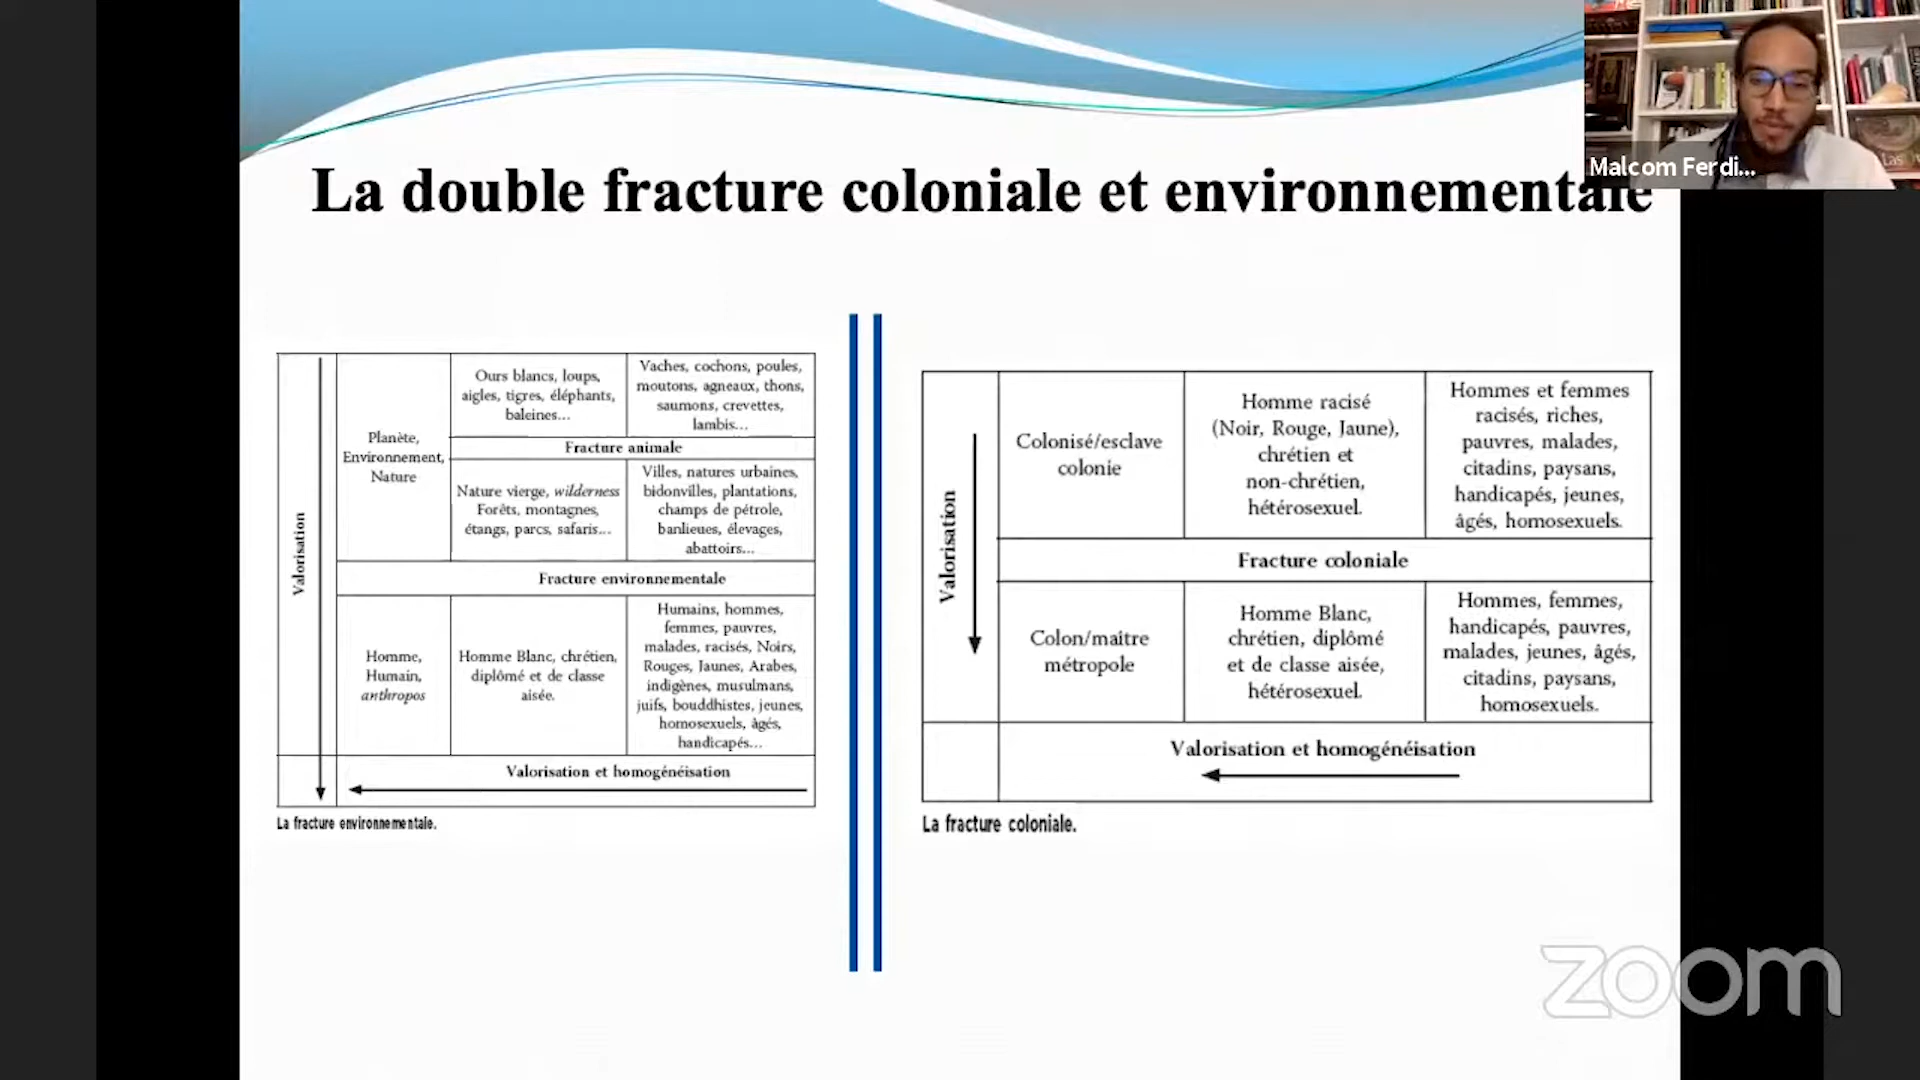 La double fracture coloniale et environnementale
Malcom Ferdi...
Valorisation
Planète,
Environnement,
Nature
Ours blancs, loups,
aigles, tigres, éléphants,
baleines...
Vaches, cochons, poules,
moutons, agneaux, thons,
saumons, crevettes,
lambis...
Fracture animale
Nature vierge, wilderness
Forêts, montagnes,
étangs, parcs, safaris...
Villes, natures urbaines,
bidonvilles, plantations,
champs de pétrole,
banlieues, élevages,
abattoirs...
Fracture environnementale
Homme,
Humain,
anthropos
Homme Blanc, chrétien,
diplômé et de classe
aisée.
Humains, hommes,
femmes, pauvres,
malades, racisés, Noirs,
Rouges, Jaunes, Arabes,
indigènes, musulmans,
juifs, bouddhistes, jeunes,
homosexuels, âgés,
handicapés...
Valorisation et homogénéisation
La fracture environnementale.
Valorisation
Colonisé/esclave
colonie
Homme racisé
(Noir, Rouge, Jaune),
chrétien et
non-chrétien,
hétérosexuel.
Hommes et femmes
racisés, riches,
pauvres, malades,
citadins, paysans,
handicapés, jeunes,
âgés, homosexuels.
Fracture coloniale
Colon/maître
métropole
Homme Blanc,
chrétien, diplômé
et de classe aisée,
hétérosexuel.
Hommes, femmes,
handicapés, pauvres,
malades, jeunes, âgés,
citadins, paysans,
homosexuels.
Valorisation et homogénéisation
La fracture coloniale.
zoom